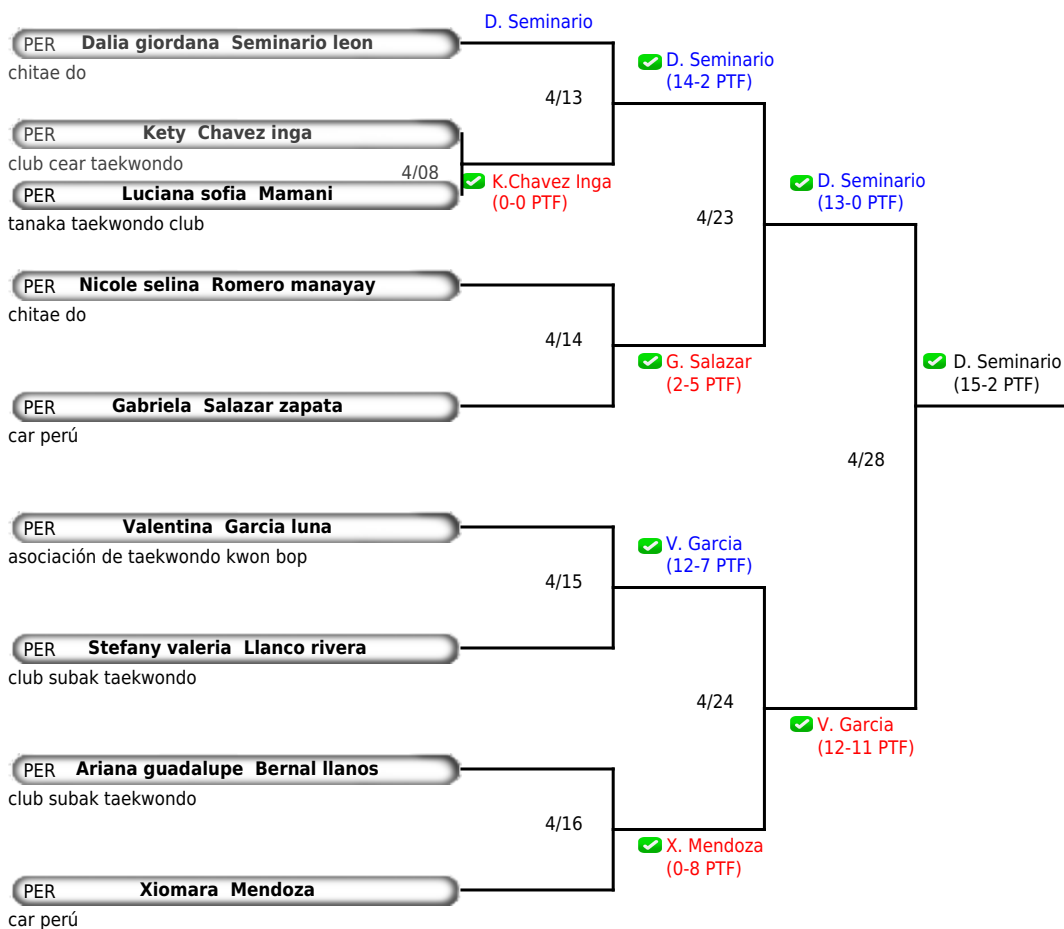 D. Seminario
PER Dalia giordana Seminario leon
chitae do
D. Seminario
(14-2 PTF)
4/13
PER Kety Chavez inga
club cear taekwondo
4/08
K.Chavez Inga
(0-0 PTF)
PER Luciana sofia Mamani
tanaka taekwondo club
D. Seminario
(13-0 PTF)
4/23
PER Nicole selina Romero manayay
chitae do
4/14
G. Salazar
(2-5 PTF)
D. Seminario
(15-2 PTF)
PER Gabriela Salazar zapata
car perú
4/28
PER Valentina Garcia luna
asociación de taekwondo kwon bop
V. Garcia
(12-7 PTF)
4/15
PER Stefany valeria Llanco rivera
club subak taekwondo
4/24
V. Garcia
(12-11 PTF)
PER Ariana guadalupe Bernal llanos
club subak taekwondo
4/16
X. Mendoza
(0-8 PTF)
PER Xiomara Mendoza
car perú